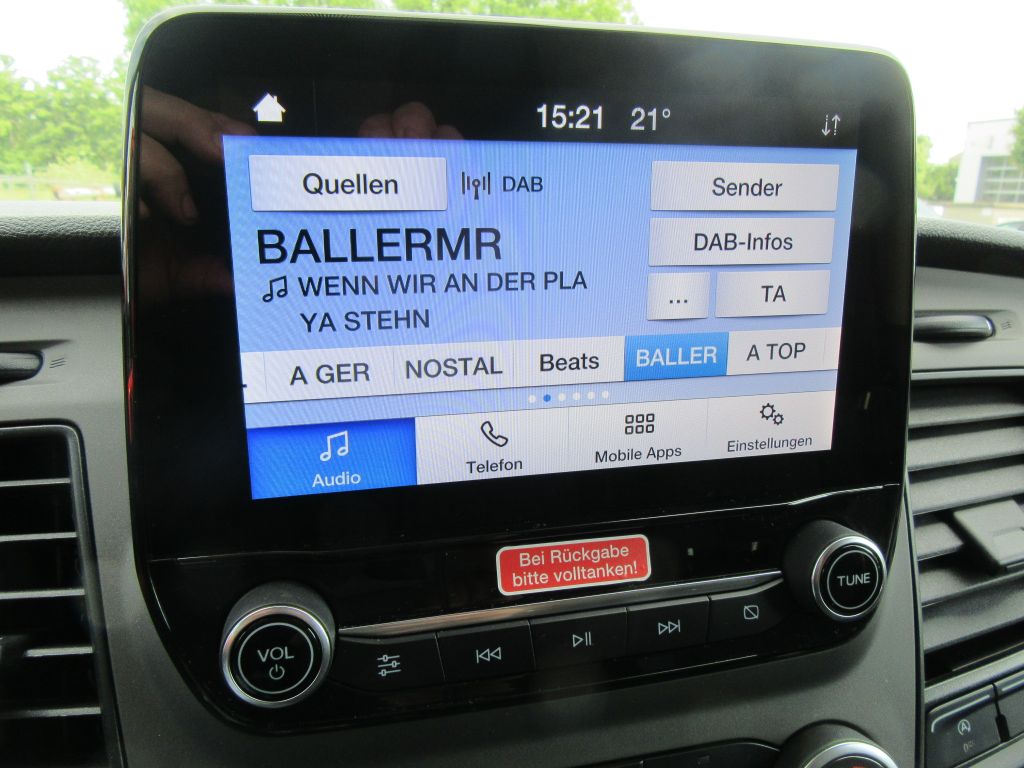 15:21 21°
Quellen DAB Sender
BALLERMR DAB-Infos
WENN WIR AN DER PLA ... TA
YA STEHN
A GER NOSTAL Beats BALLER A TOP
Audio Telefon Mobile Apps Einstellungen
Bei Rückgabe
bitte volltanken!
TUNE
VOL
A